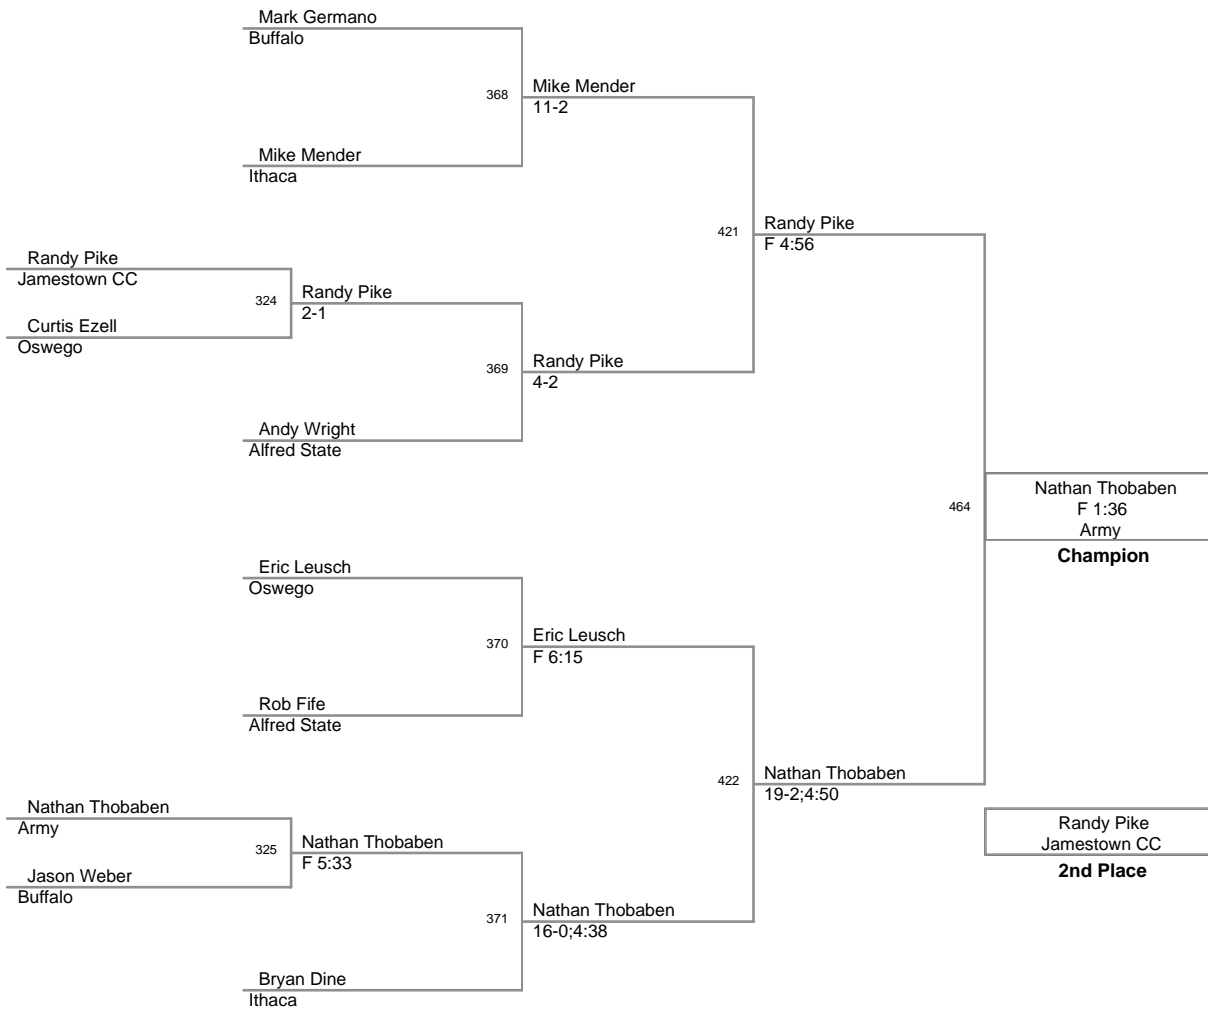 Mark Germano
Buffalo
368
Mike Mender
11-2
Mike Mender
Ithaca
421
Randy Pike
F 4:56
Randy Pike
Jamestown CC
324
Randy Pike
2-1
Curtis Ezell
Oswego
369
Randy Pike
4-2
Andy Wright
Alfred State
464
Nathan Thobaben
F 1:36
Army
Champion
Eric Leusch
Oswego
370
Eric Leusch
F 6:15
Rob Fife
Alfred State
422
Nathan Thobaben
19-2;4:50
Nathan Thobaben
Army
325
Nathan Thobaben
F 5:33
Jason Weber
Buffalo
371
Nathan Thobaben
16-0;4:38
Bryan Dine
Ithaca
Randy Pike
Jamestown CC
2nd Place